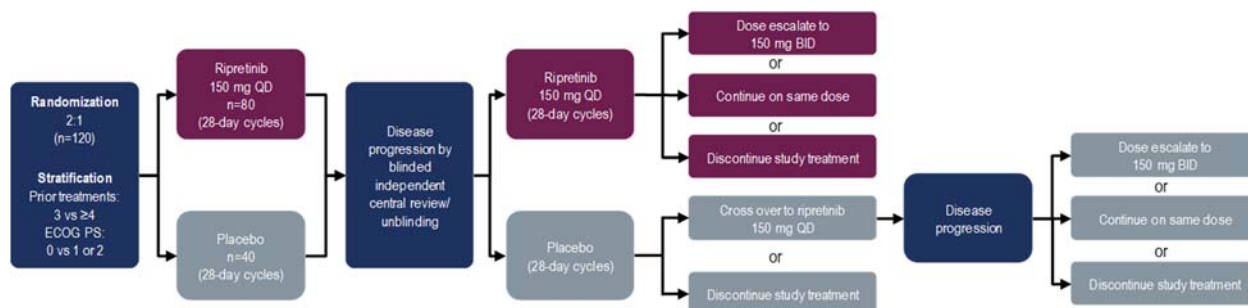 Randomization
2:1
(n=120)
Stratification
Prior treatments:
3 vs ≥4
ECOG PS:
0 vs 1 or 2
Ripretinib
150 mg QD
n=80
(28-day cycles)
Placebo
n=40
(28-day cycles)
Disease
progression by
blinded
independent
central review/
unblinding
Ripretinib
150 mg QD
(28-day cycles)
Placebo
(28-day cycles)
Dose escalate to
150 mg BID
or
Continue on same dose
or
Discontinue study treatment
Cross over to ripretinib
150 mg QD
or
Discontinue study treatment
Disease
progression
Dose escalate to
150 mg BID
or
Continue on same dose
or
Discontinue study treatment